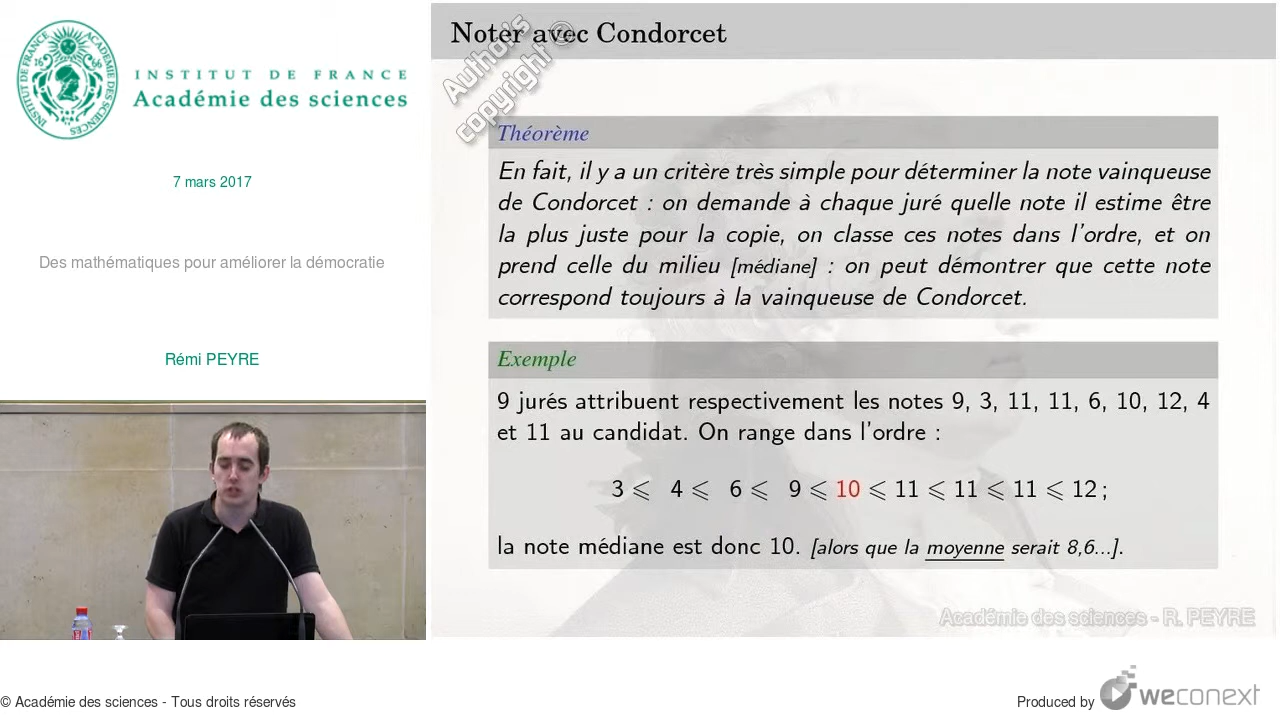 INSTITUT DE FRANCE
Académie des sciences
7 mars 2017
Des mathématiques pour améliorer la démocratie
Rémi PEYRE
Noter avec Condorcet
Author's
copyright ©
Théorème
En fait, il y a un critère très simple pour déterminer la note vainqueuse
de Condorcet : on demande à chaque juré quelle note il estime être
la plus juste pour la copie, on classe ces notes dans l'ordre, et on
prend celle du milieu [médiane] : on peut démontrer que cette note
correspond toujours à la vainqueuse de Condorcet.
Exemple
9 jurés attribuent respectivement les notes 9, 3, 11, 11, 6, 10, 12, 4
et 11 au candidat. On range dans l'ordre :
3 ⩽ 4 ⩽ 6 ⩽ 9 ⩽ 10 ⩽ 11 ⩽ 11 ⩽ 11 ⩽ 12 ;
la note médiane est donc 10. [alors que la moyenne serait 8,6...].
Académie des sciences - R. PEYRE
© Académie des sciences - Tous droits réservés
Produced by weconext